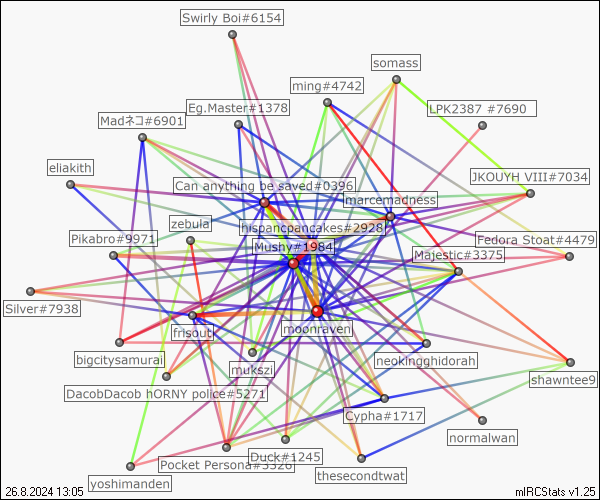 Swirly Boi#6154
somass
ming#4742
LPK2387 #7690
Eg.Master#1378
Madネコ#6901
eliakith
JKOUYH VIII#7034
Can anything be saved#0396
marcemadness
zebula
hispancpancakes#2928
Pikabro#9971
Mushy#1984
Majestic#3375
Fedora Stoat#4479
Silver#7938
frisout
moonraven
bigcitysamurai
mukszi
neokingghidorah
shawntee9
DacobDacob hORNY police#5271
Cypha#1717
normalwan
Duck#1245
Pocket Persona#3326
thesecondtwat
yoshimanden
26.8.2024 13:05
mIRCStats v1.25